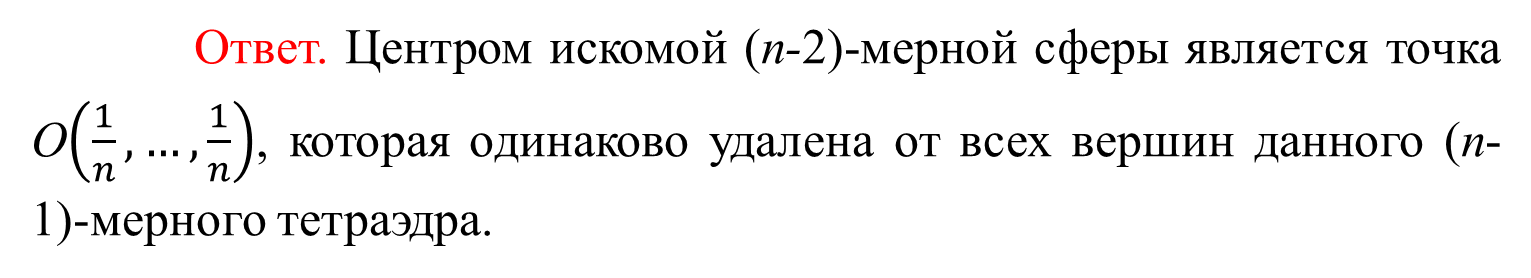 Ответ. Центром искомой (n-2)-мерной сферы является точка
O(1/n, ..., 1/n), которая одинаково удалена от всех вершин данного (n-
1)-мерного тетраэдра.